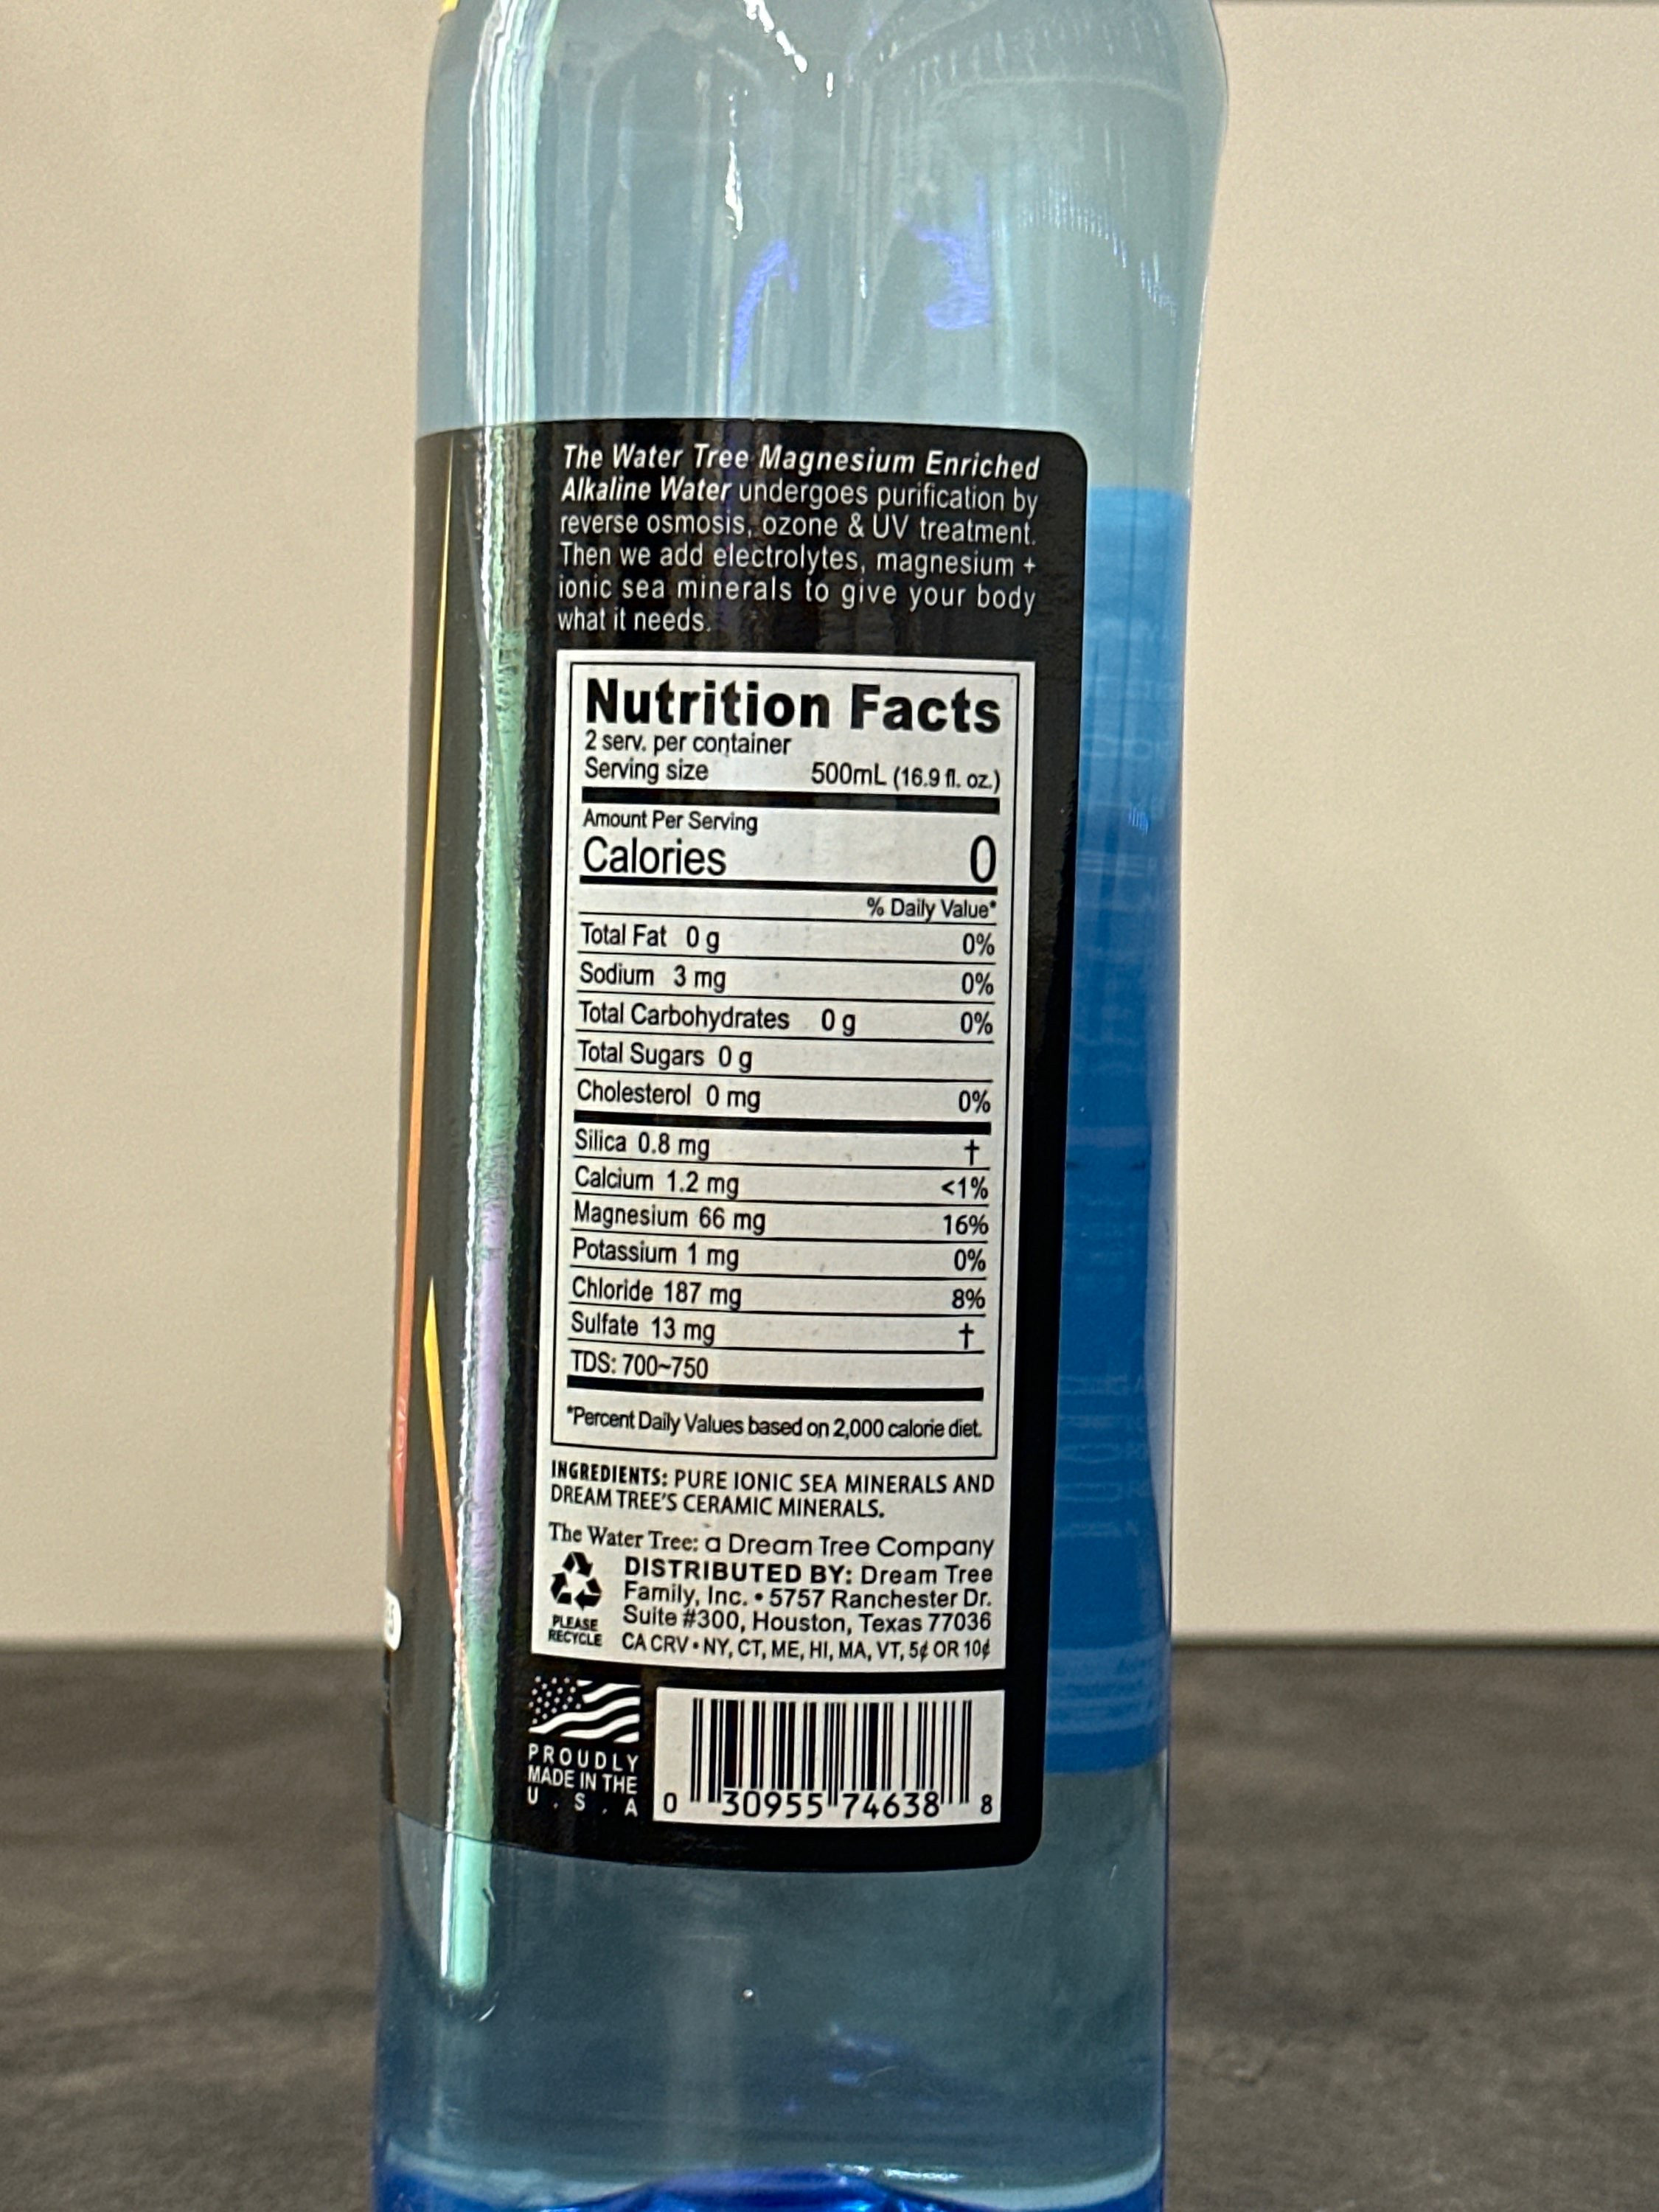 The Water Tree Magnesium Enriched
Alkaline Water undergoes purification by
reverse osmosis, ozone & UV treatment.
Then we add electrolytes, magnesium +
ionic sea minerals to give your body
what it needs.
Nutrition Facts
2 serv. per container
Serving size 500mL (16.9 fl. oz.)
Amount Per Serving
Calories 0
% Daily Value*
Total Fat 0 g 0%
Sodium 3 mg 0%
Total Carbohydrates 0 g 0%
Total Sugars 0 g
Cholesterol 0 mg 0%
Silica 0.8 mg †
Calcium 1.2 mg <1%
Magnesium 66 mg 16%
Potassium 1 mg 0%
Chloride 187 mg 8%
Sulfate 13 mg †
TDS: 700~750
*Percent Daily Values based on 2,000 calorie diet.
INGREDIENTS: PURE IONIC SEA MINERALS AND
DREAM TREE'S CERAMIC MINERALS.
The Water Tree: a Dream Tree Company
DISTRIBUTED BY: Dream Tree
Family, Inc. • 5757 Ranchester Dr.
Suite #300, Houston, Texas 77036
CA CRV • NY, CT, ME, HI, MA, VT, 5¢ OR 10¢
PLEASE
RECYCLE
PROUDLY
MADE IN THE
U . S . A
0 30955 74638 8